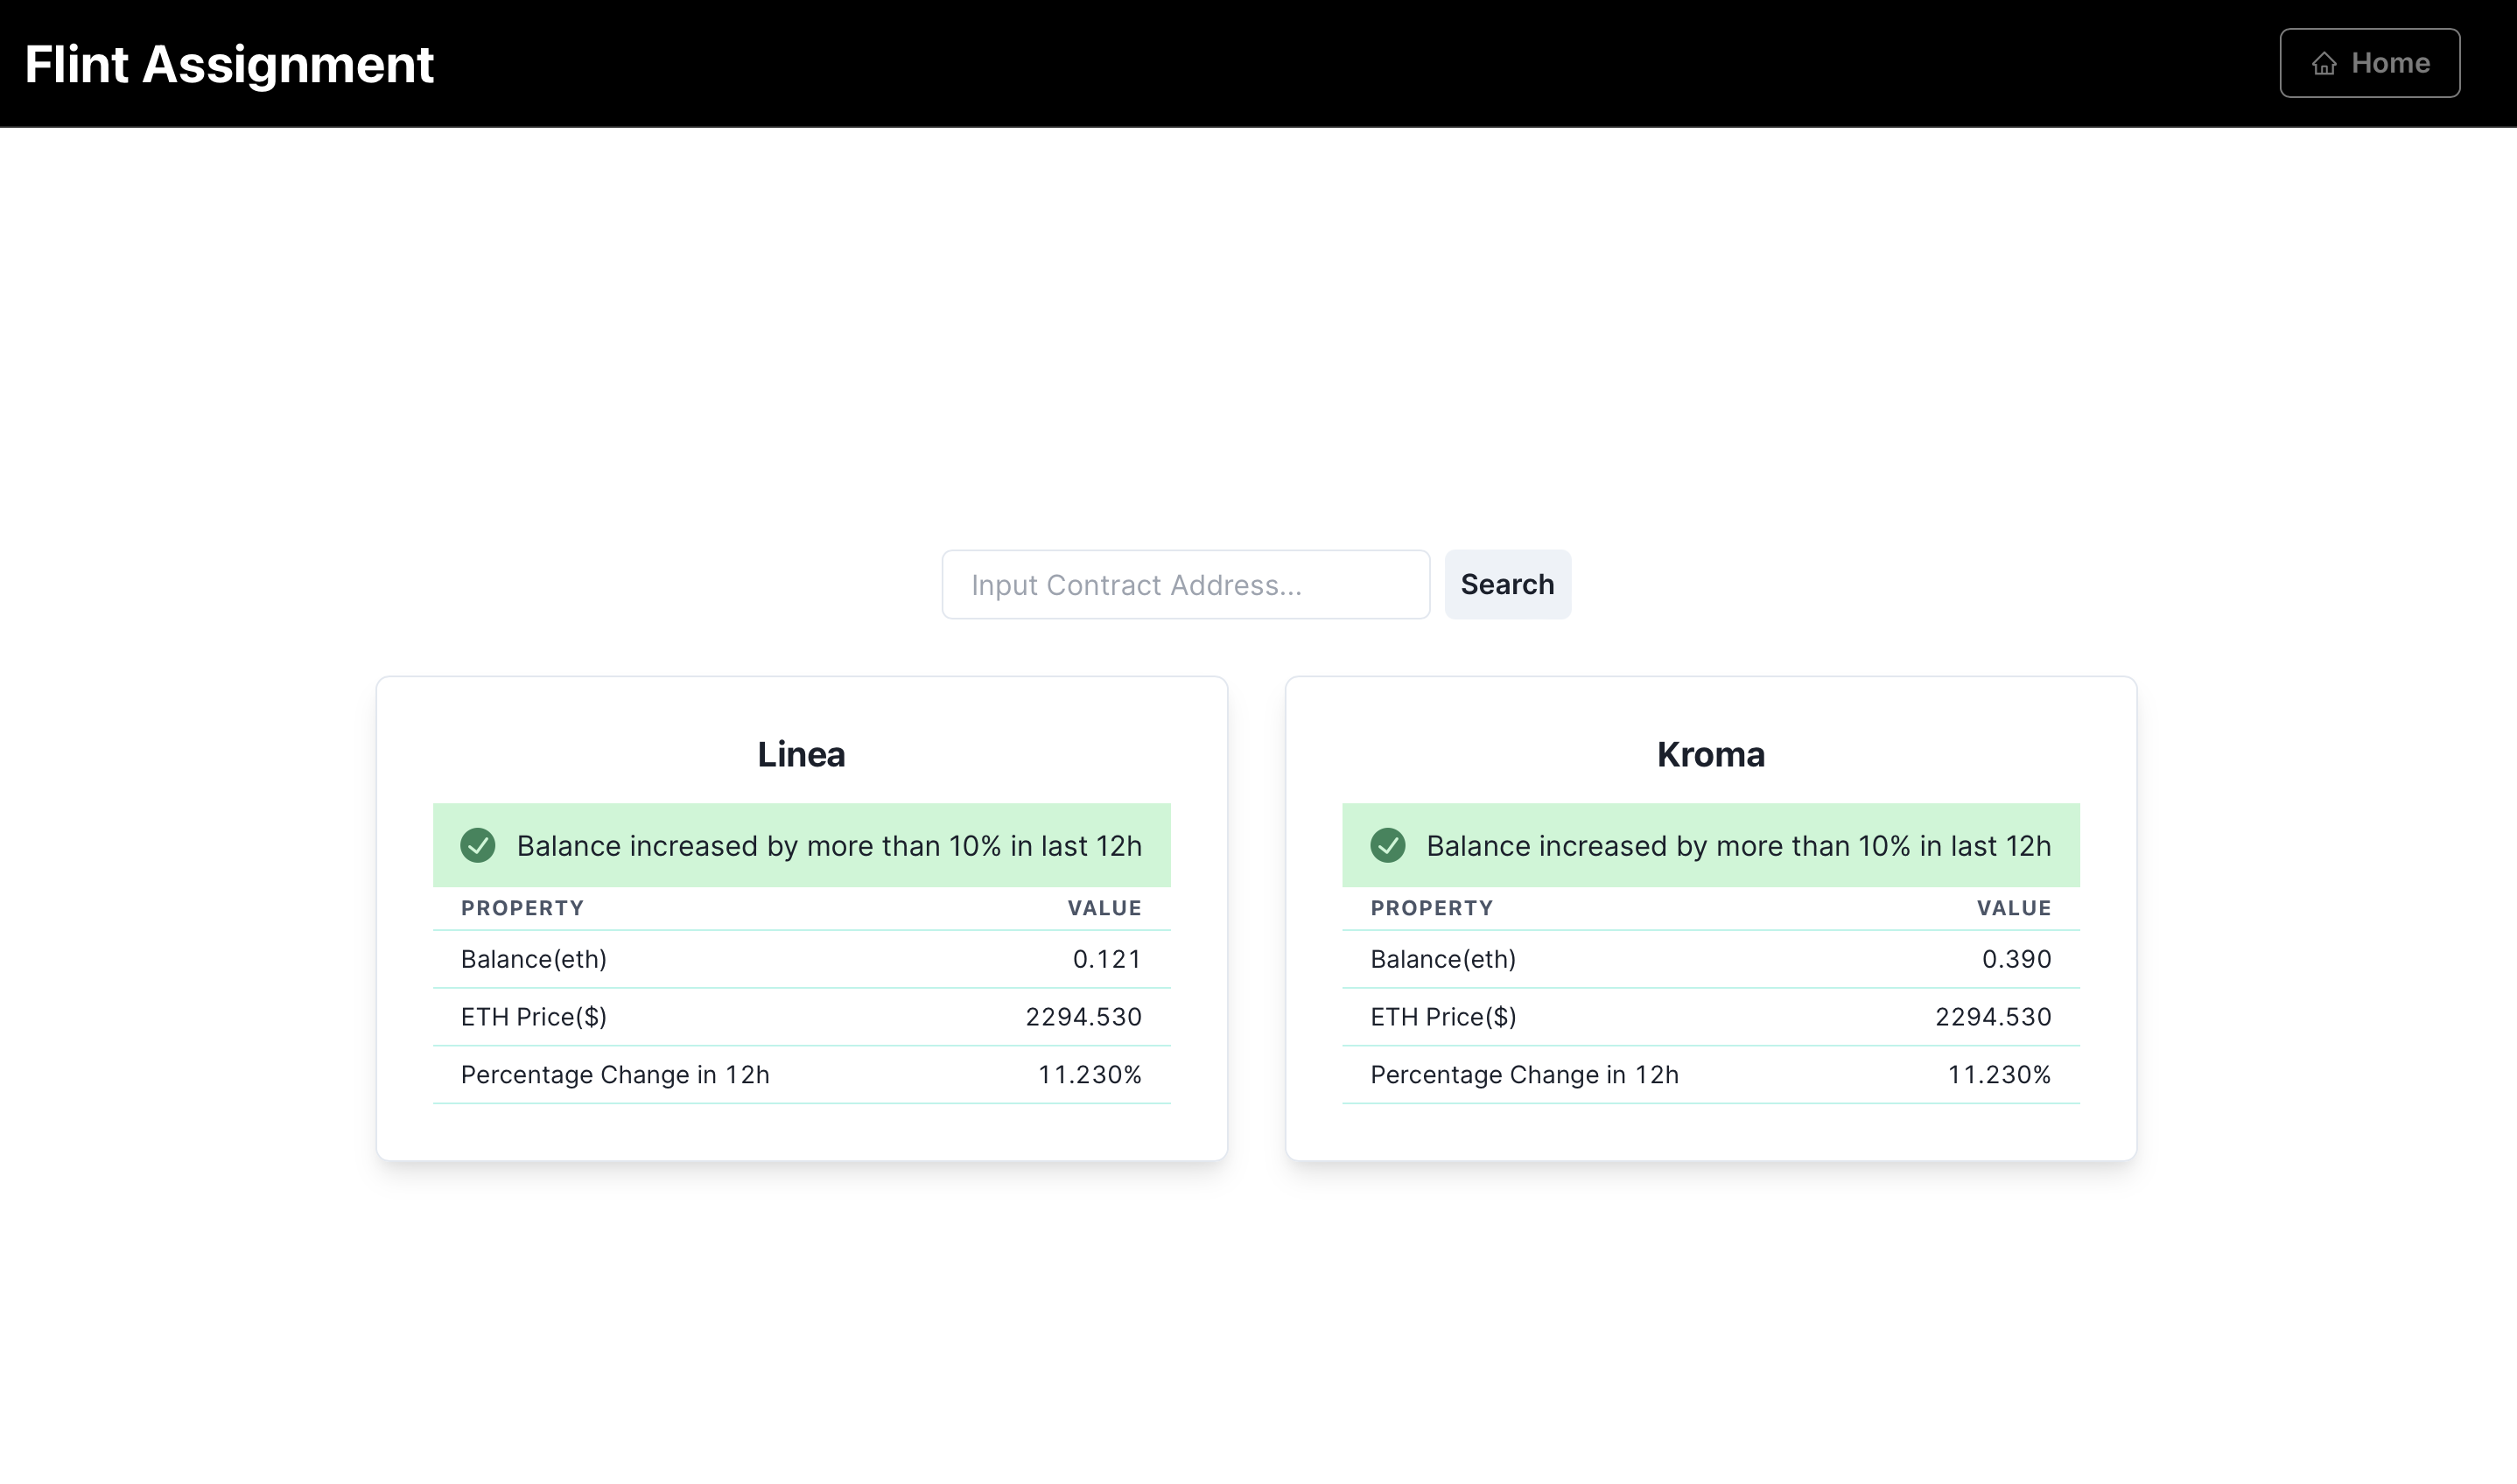 Flint Assignment
Home
Input Contract Address...
Search
Linea
Balance increased by more than 10% in last 12h
PROPERTY VALUE
Balance(eth) 0.121
ETH Price($) 2294.530
Percentage Change in 12h 11.230%
Kroma
Balance increased by more than 10% in last 12h
PROPERTY VALUE
Balance(eth) 0.390
ETH Price($) 2294.530
Percentage Change in 12h 11.230%